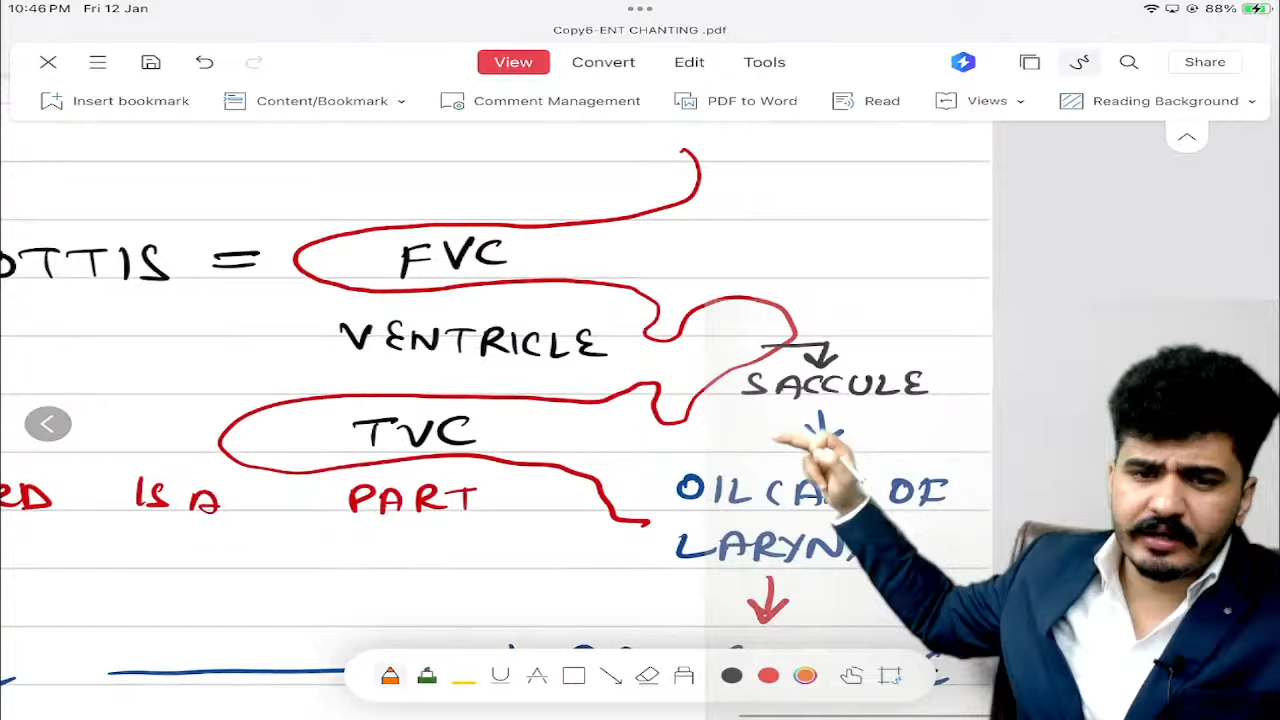 10:46 PM Fri 12 Jan
88%
Copy6-ENT CHANTING .pdf
View Convert Edit Tools
Share
Insert bookmark Content/Bookmark Comment Management PDF to Word Read Views Reading Background
OTTIS = FVC
VENTRICLE
SACCULE
TVC
IS A PART
OIL CAN OF
LARYNX